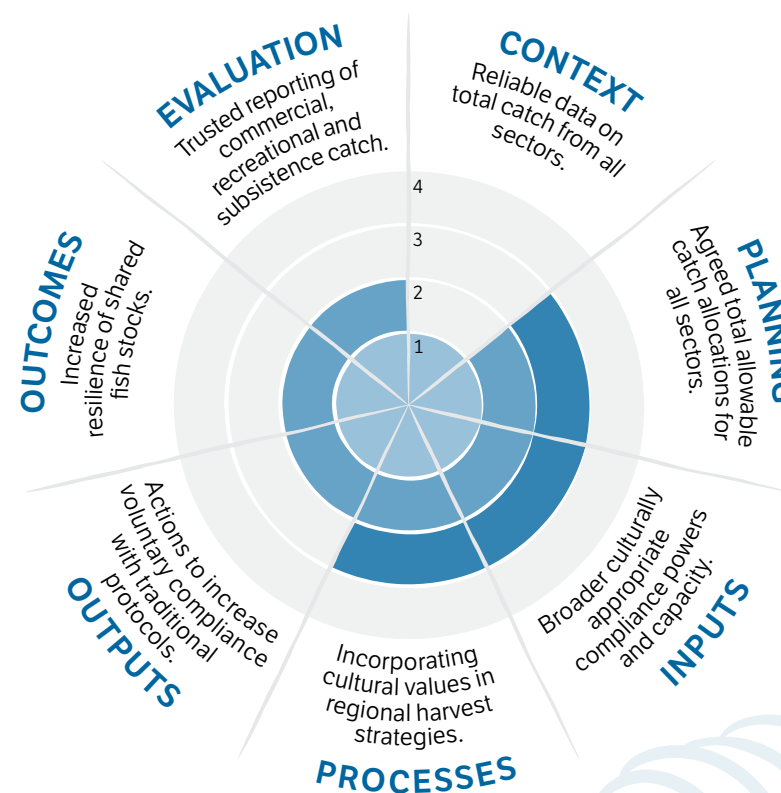 CONTEXT
Reliable data on
total catch from all
sectors.
PLANNING
Agreed total allowable
catch allocations for
all sectors.
INPUTS
Broader culturally
appropriate
compliance powers
and capacity.
PROCESSES
Incorporating
cultural values in
regional harvest
strategies.
OUTPUTS
Actions to increase
voluntary compliance
with traditional
protocols.
OUTCOMES
Increased
resilience of shared
fish stocks.
EVALUATION
Trusted reporting of
commercial,
recreational and
subsistence catch.
4
3
2
1